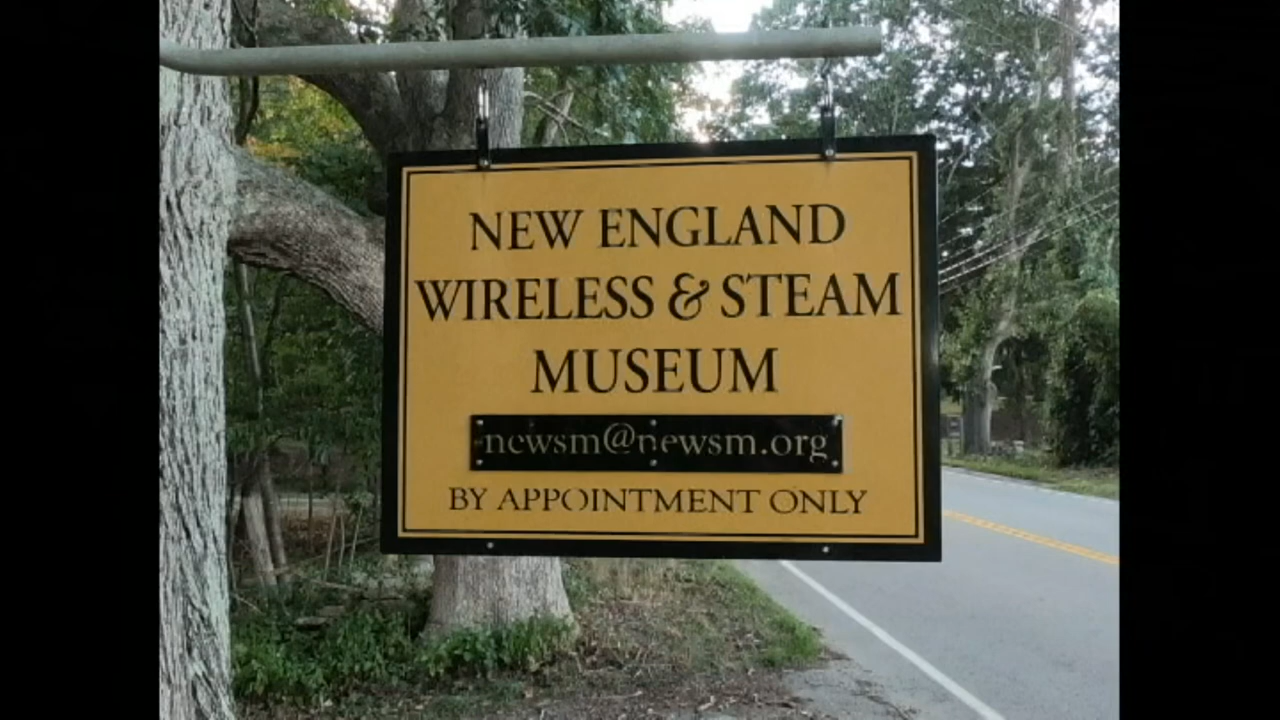 NEW ENGLAND
WIRELESS & STEAM
MUSEUM
newsm@newsm.org
BY APPOINTMENT ONLY